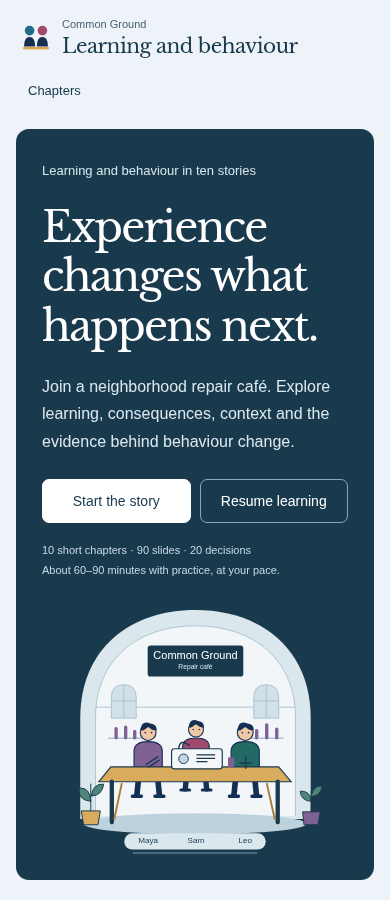 Common Ground
Learning and behaviour
Chapters
Learning and behaviour in ten stories
Experience
changes what
happens next.
Join a neighborhood repair café. Explore
learning, consequences, context and the
evidence behind behaviour change.
Start the story
Resume learning
10 short chapters · 90 slides · 20 decisions
About 60–90 minutes with practice, at your pace.
Common Ground
Repair café
Maya Sam Leo